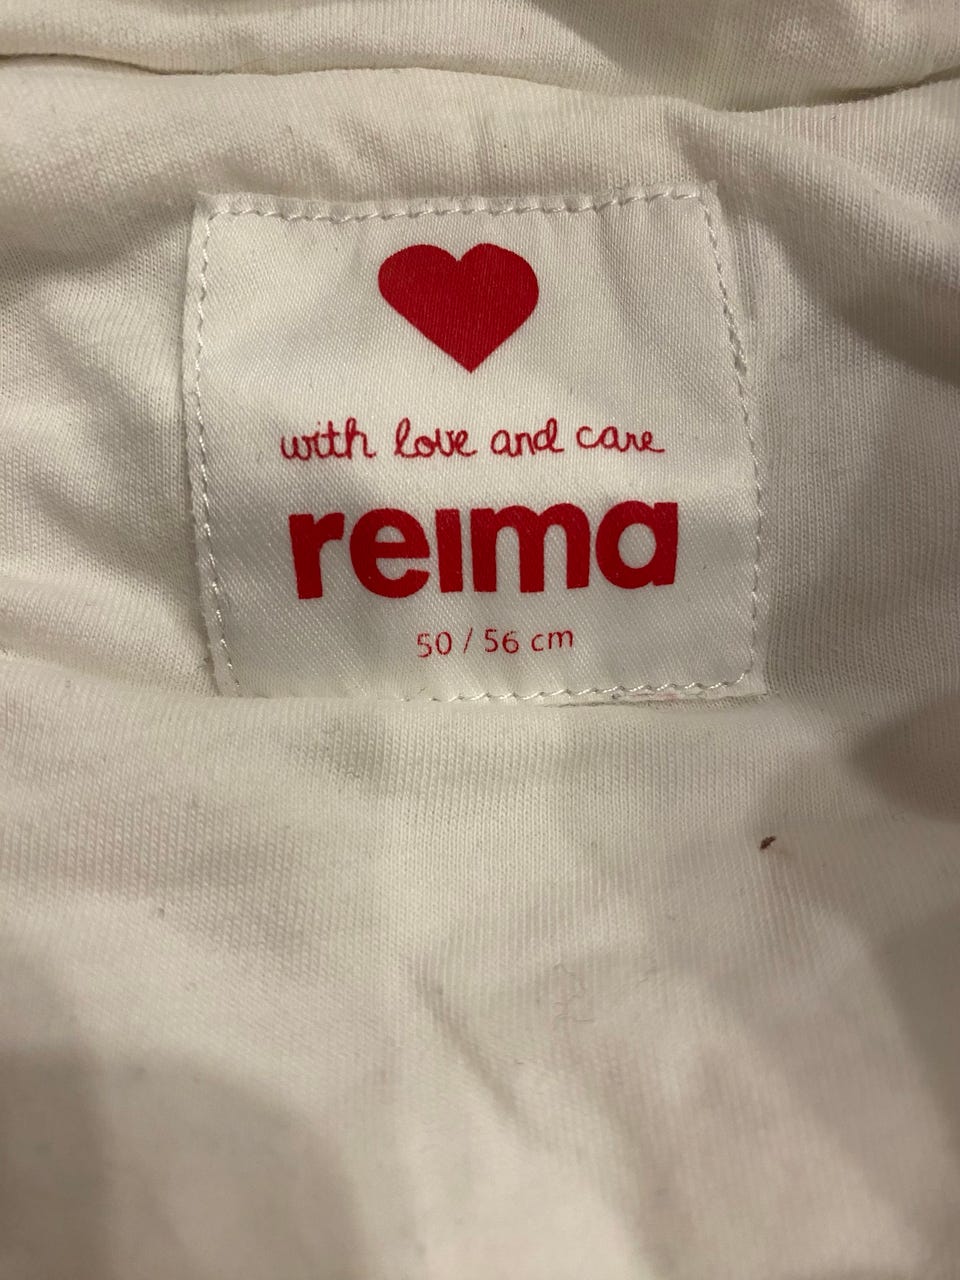 with love and care
reima
50 / 56 cm